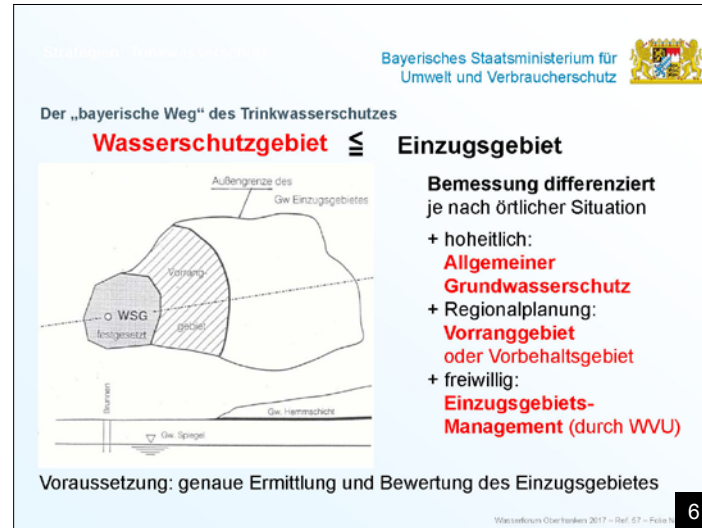 Strategien Trinkwasserschutz
Bayerisches Staatsministerium für
Umwelt und Verbraucherschutz
Der „bayerische Weg“ des Trinkwasserschutzes
Wasserschutzgebiet ≦ Einzugsgebiet
Außengrenze des
Gw Einzugsgebietes
Vorrang-
gebiet
WSG
festgesetzt
Brunnen
Gw. Hemmschicht
Gw. Spiegel
Bemessung differenziert
je nach örtlicher Situation
+ hoheitlich:
Allgemeiner
Grundwasserschutz
+ Regionalplanung:
Vorranggebiet
oder Vorbehaltsgebiet
+ freiwillig:
Einzugsgebiets-
Management (durch WVU)
Voraussetzung: genaue Ermittlung und Bewertung des Einzugsgebietes
Wasserforum Oberfranken 2017 – Ref. 57 – Folie
6